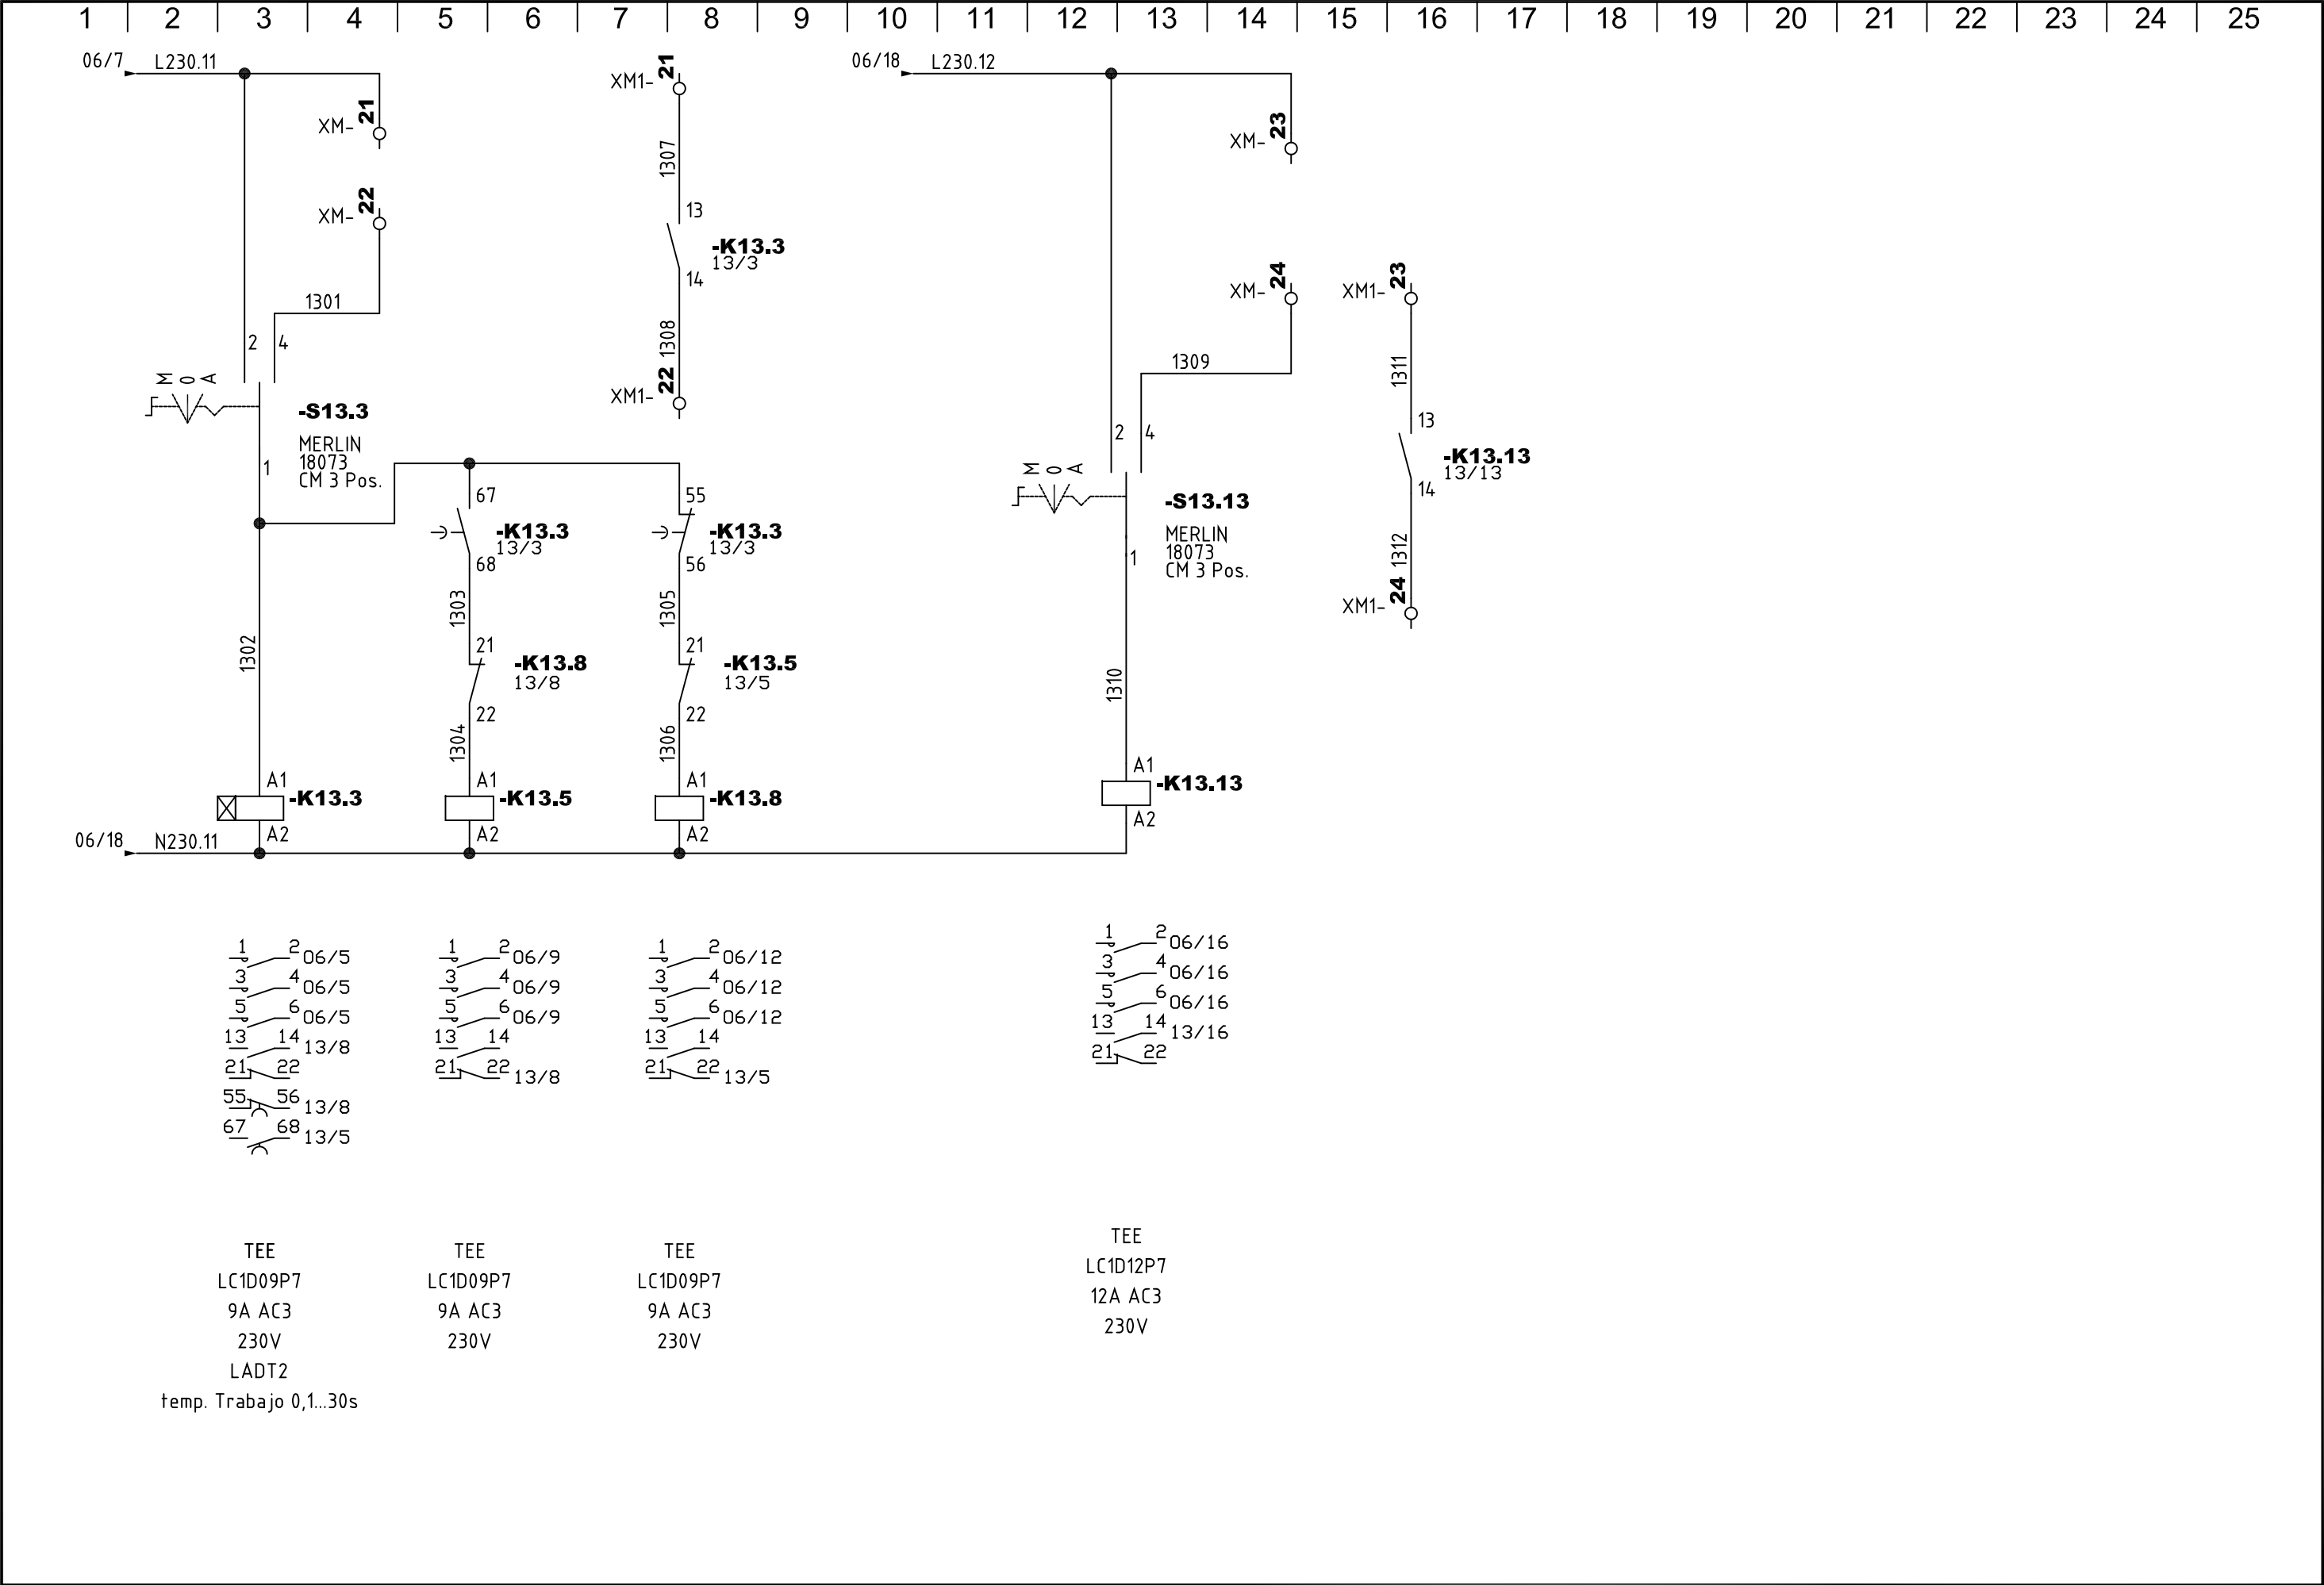 1 2 3 4 5 6 7 8 9 10 11 12 13 14 15 16 17 18 19 20 21 22 23 24 25
06/7 L230.11
XM- 21
XM- 22
1301
2 4
M 0 A
-S13.3
MERLIN
18073
CM 3 Pos.
1
1302
A1
-K13.3
A2
06/18 N230.11
67
-K13.3
13/3
68
1303
21
-K13.8
13/8
22
1304
A1
-K13.5
A2
XM1- 21
1307
13
-K13.3
13/3
14
1308
XM1- 22
55
-K13.3
13/3
56
1305
21
-K13.5
13/5
22
1306
A1
-K13.8
A2
06/18 L230.12
XM- 23
XM- 24
1309
2 4
M 0 A
-S13.13
MERLIN
18073
CM 3 Pos.
1
1310
A1
-K13.13
A2
XM1- 23
1311
13
-K13.13
13/13
14
1312
XM1- 24
1 2 06/5
3 4 06/5
5 6 06/5
13 14 13/8
21 22
55 56 13/8
67 68 13/5
1 2 06/9
3 4 06/9
5 6 06/9
13 14
21 22 13/8
1 2 06/12
3 4 06/12
5 6 06/12
13 14
21 22 13/5
1 2 06/16
3 4 06/16
5 6 06/16
13 14 13/16
21 22
TEE
LC1D09P7
9A AC3
230V
LADT2
temp. Trabajo 0,1...30s
TEE
LC1D09P7
9A AC3
230V
TEE
LC1D09P7
9A AC3
230V
TEE
LC1D12P7
12A AC3
230V